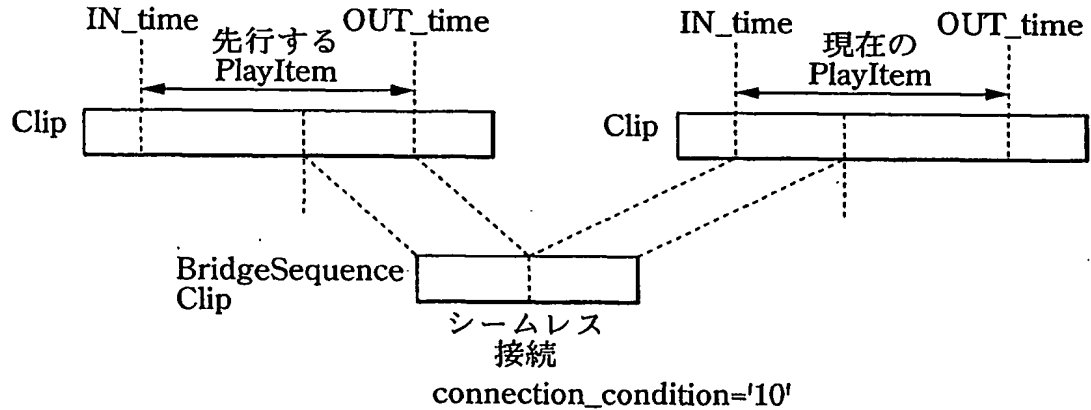 IN_time
OUT_time
先行する
PlayItem
Clip
IN_time
OUT_time
現在の
PlayItem
Clip
BridgeSequence
Clip
シームレス
接続
connection_condition='10'